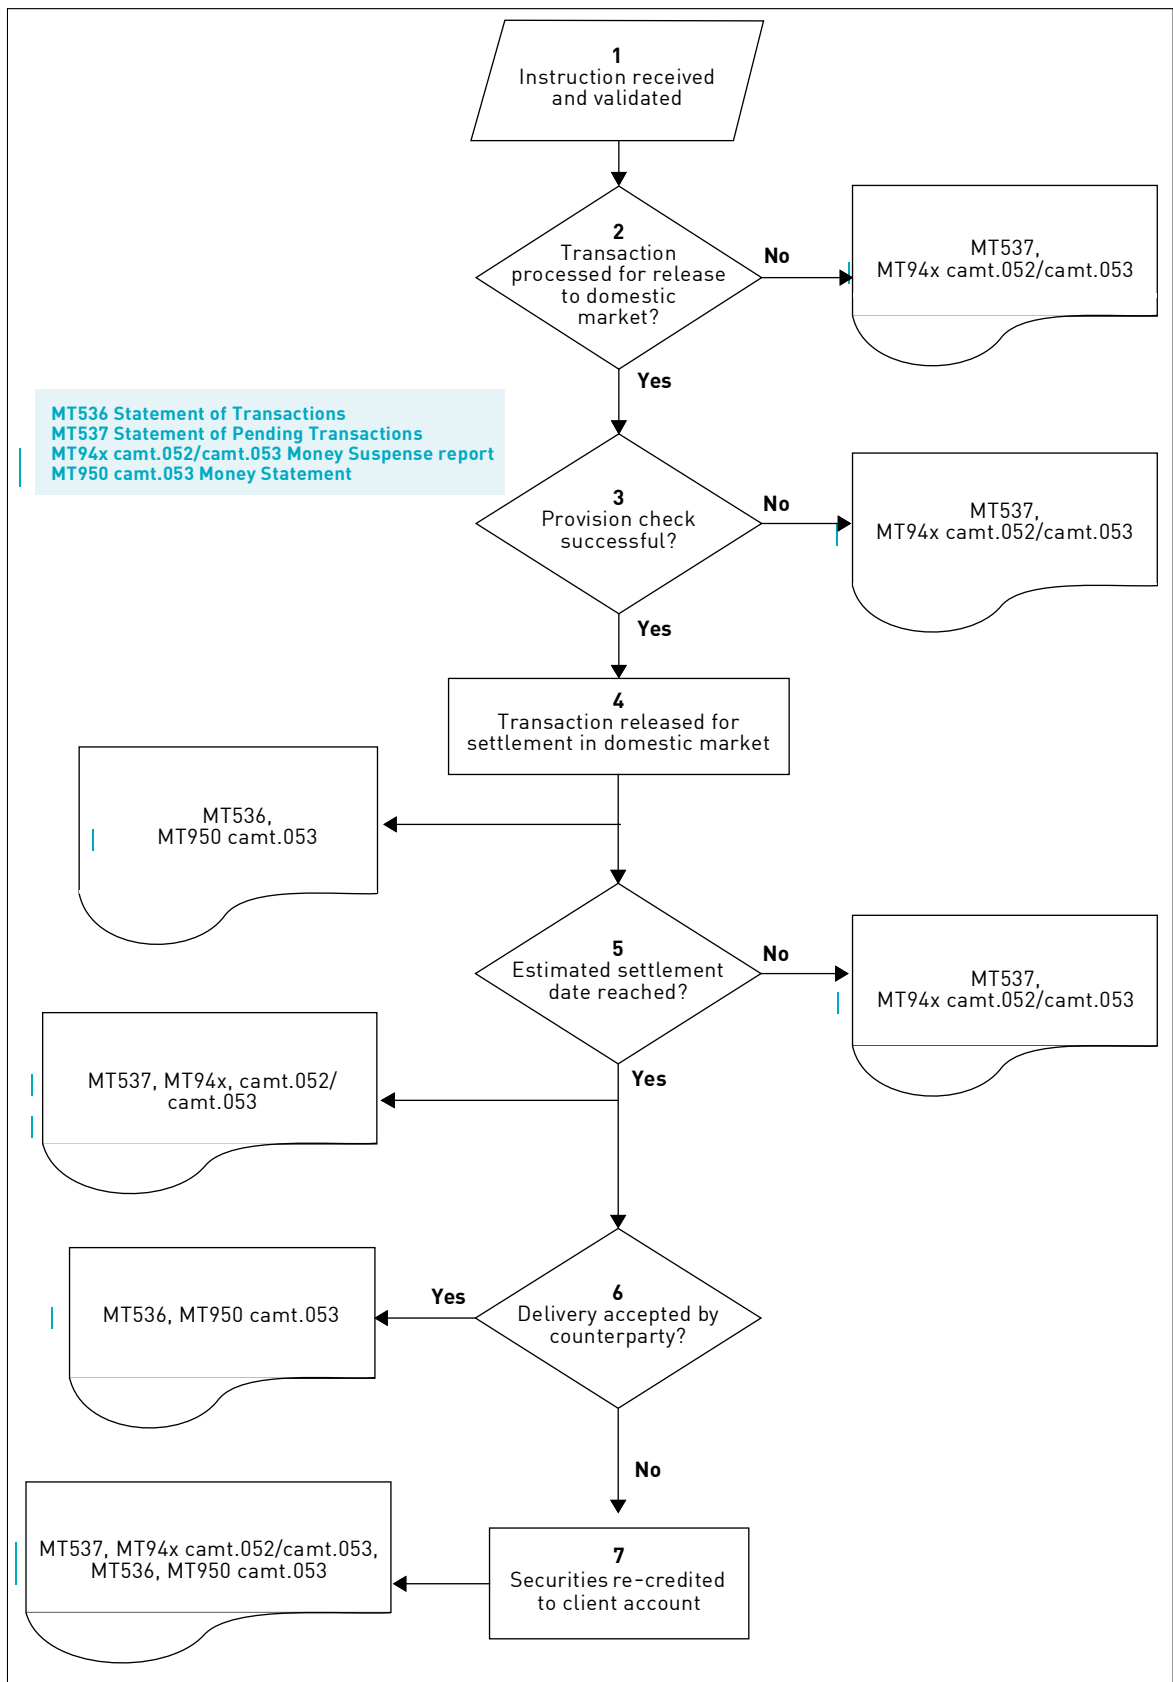 1
Instruction received
and validated
2
Transaction
processed for release
to domestic
market?
No
MT537,
MT94x camt.052/camt.053
Yes
MT536 Statement of Transactions
MT537 Statement of Pending Transactions
MT94x camt.052/camt.053 Money Suspense report
MT950 camt.053 Money Statement
3
Provision check
successful?
No
MT537,
MT94x camt.052/camt.053
Yes
4
Transaction released for
settlement in domestic market
MT536,
MT950 camt.053
5
Estimated settlement
date reached?
No
MT537,
MT94x camt.052/camt.053
Yes
MT537, MT94x, camt.052/
camt.053
6
Delivery accepted by
counterparty?
Yes
MT536, MT950 camt.053
No
7
Securities re-credited
to client account
MT537, MT94x camt.052/camt.053,
MT536, MT950 camt.053